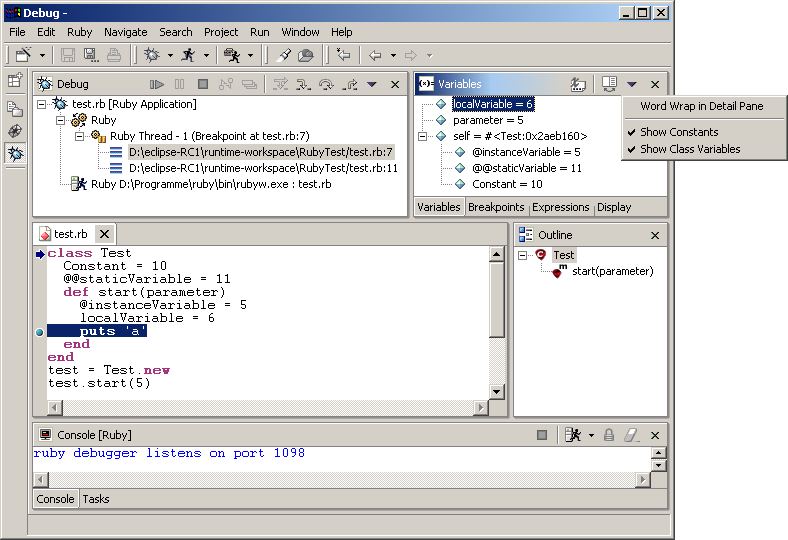 Debug -
File Edit Ruby Navigate Search Project Run Window Help
Debug
test.rb [Ruby Application]
Ruby
Ruby Thread - 1 (Breakpoint at test.rb:7)
D:\eclipse-RC1\runtime-workspace\RubyTest/test.rb:7
D:\eclipse-RC1\runtime-workspace\RubyTest/test.rb:11
Ruby D:\Programme\ruby\bin\rubyw.exe : test.rb
(x)= Variables
localVariable = 6
parameter = 5
self = #<Test:0x2aeb160>
@instanceVariable = 5
@@staticVariable = 11
Constant = 10
Variables Breakpoints Expressions Display
Word Wrap in Detail Pane
Show Constants
Show Class Variables
test.rb
class Test
Constant = 10
@@staticVariable = 11
def start(parameter)
@instanceVariable = 5
localVariable = 6
puts 'a'
end
end
test = Test.new
test.start(5)
Outline
Test
start(parameter)
Console [Ruby]
ruby debugger listens on port 1098
Console Tasks